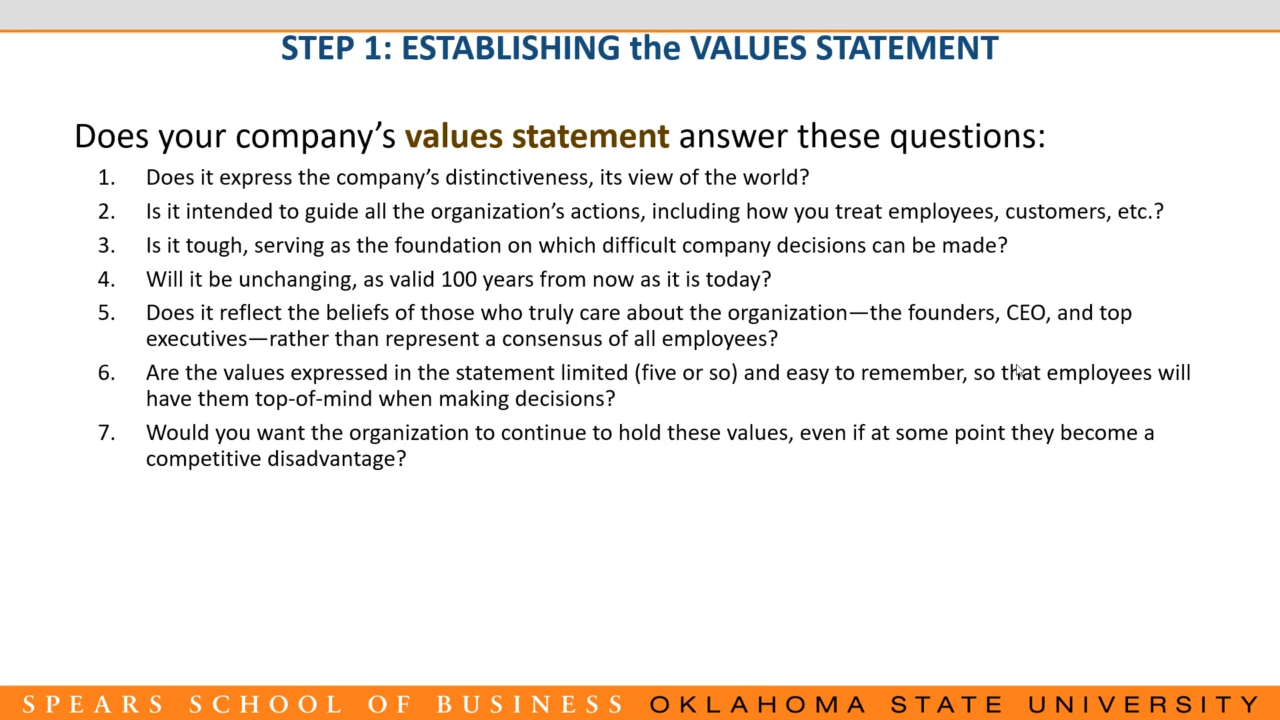 STEP 1: ESTABLISHING the VALUES STATEMENT
Does your company’s values statement answer these questions:
1. Does it express the company’s distinctiveness, its view of the world?
2. Is it intended to guide all the organization’s actions, including how you treat employees, customers, etc.?
3. Is it tough, serving as the foundation on which difficult company decisions can be made?
4. Will it be unchanging, as valid 100 years from now as it is today?
5. Does it reflect the beliefs of those who truly care about the organization—the founders, CEO, and top
executives—rather than represent a consensus of all employees?
6. Are the values expressed in the statement limited (five or so) and easy to remember, so that employees will
have them top-of-mind when making decisions?
7. Would you want the organization to continue to hold these values, even if at some point they become a
competitive disadvantage?
SPEARS SCHOOL OF BUSINESS OKLAHOMA STATE UNIVERSITY